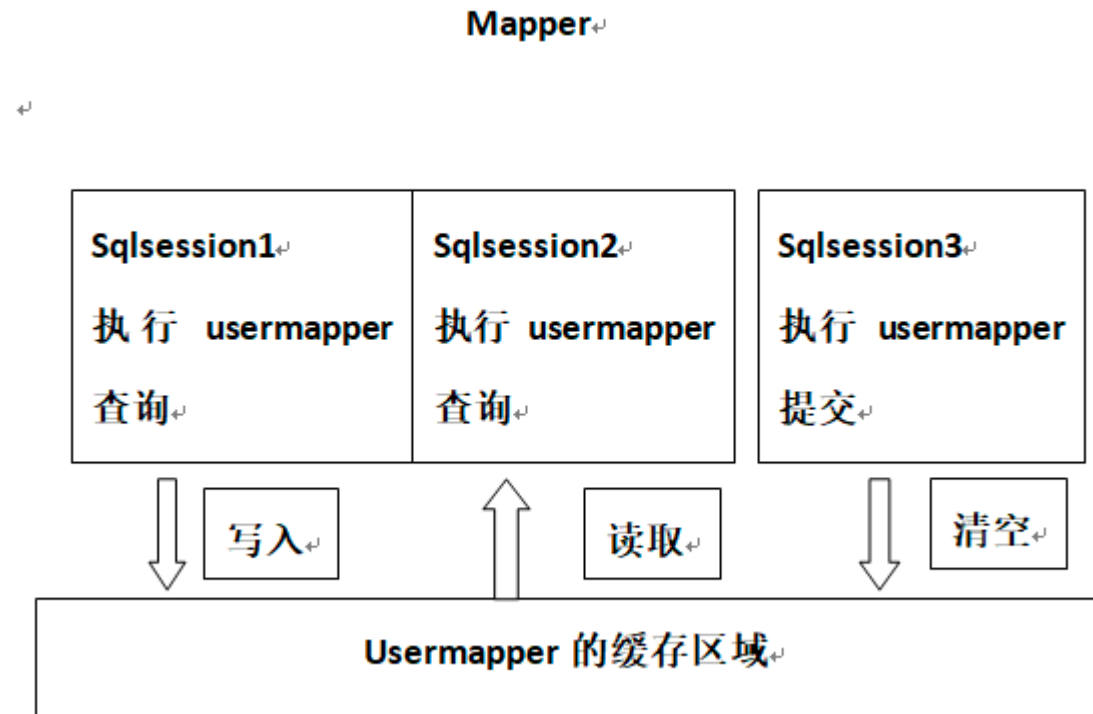 Mapper
Sqlsession1
执行 usermapper
查询
Sqlsession2
执行 usermapper
查询
Sqlsession3
执行 usermapper
提交
写入
读取
清空
Usermapper 的缓存区域